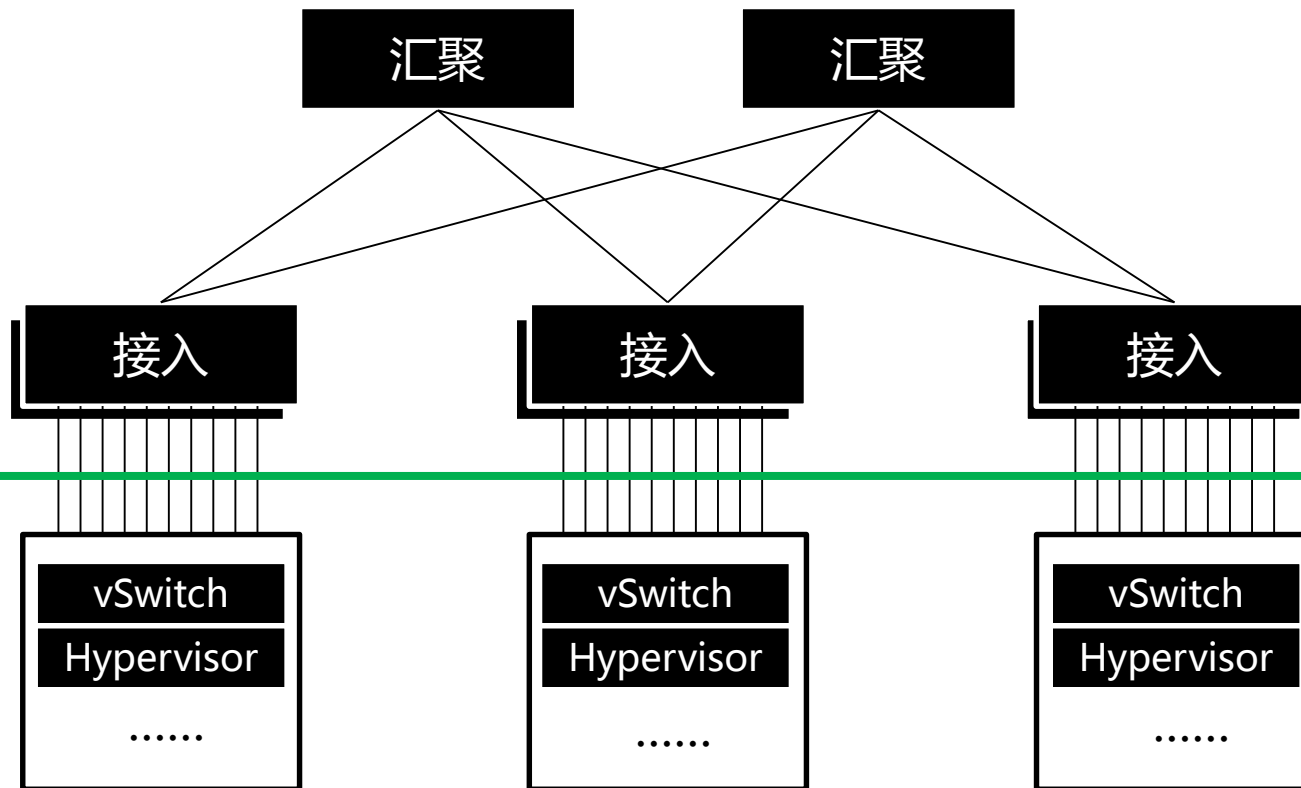 汇聚
汇聚
接入
接入
接入
vSwitch
Hypervisor
......
vSwitch
Hypervisor
......
vSwitch
Hypervisor
......